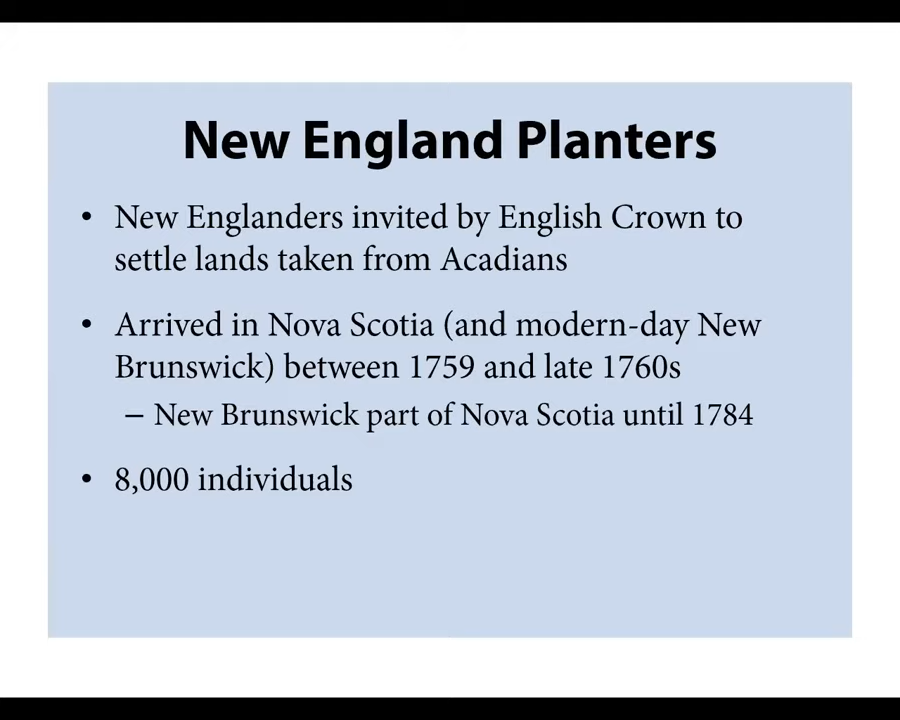 New England Planters
• New Englanders invited by English Crown to
settle lands taken from Acadians
• Arrived in Nova Scotia (and modern-day New
Brunswick) between 1759 and late 1760s
– New Brunswick part of Nova Scotia until 1784
• 8,000 individuals